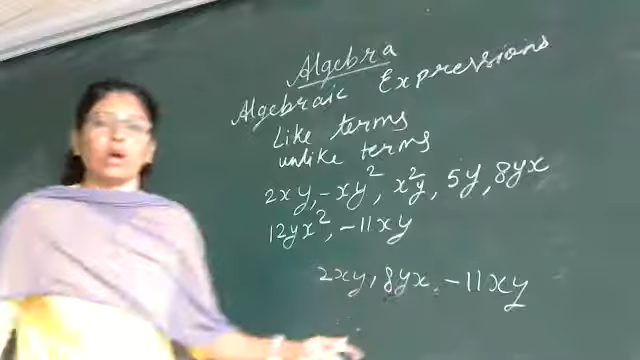 Algebra
Algebraic Expressions
Like terms
unlike terms
2xy, -xy², x²y, 5y, 8yx
12yx², -11xy
2xy, 8yx, -11xy